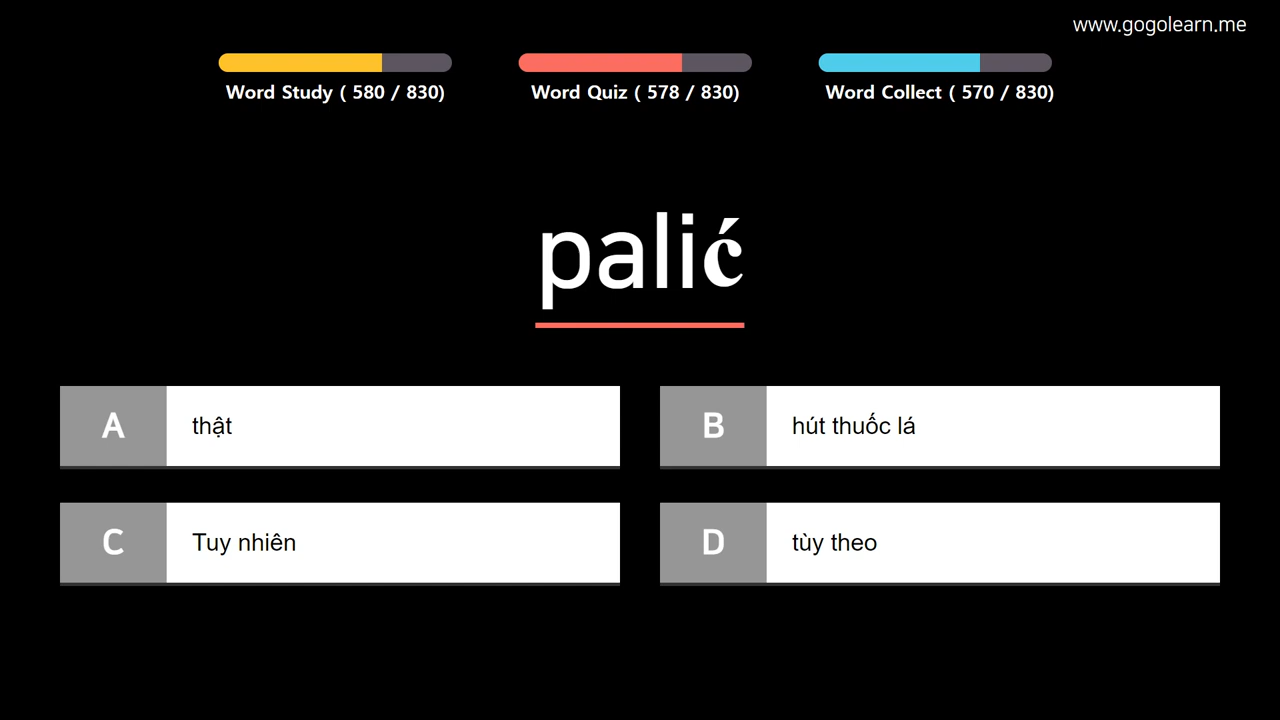 www.gogolearn.me
Word Study ( 580 / 830)
Word Quiz ( 578 / 830)
Word Collect ( 570 / 830)
palić
A thật
B hút thuốc lá
C Tuy nhiên
D tùy theo